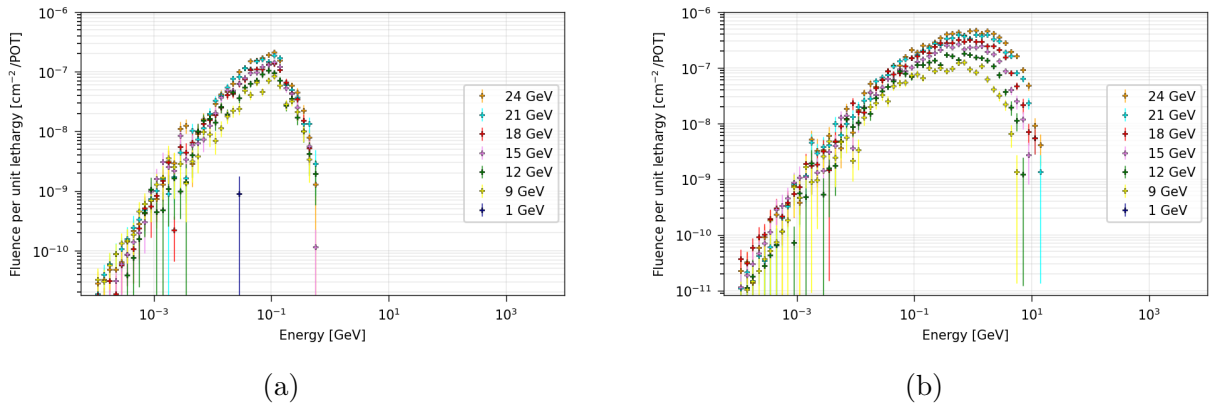 10⁻⁶
10⁻⁷
10⁻⁸
10⁻⁹
10⁻¹⁰
Fluence per unit lethargy [cm⁻² /POT]
24 GeV
21 GeV
18 GeV
15 GeV
12 GeV
9 GeV
1 GeV
10⁻³
10⁻¹
10¹
10³
Energy [GeV]
(a)
10⁻⁶
10⁻⁷
10⁻⁸
10⁻⁹
10⁻¹⁰
10⁻¹¹
Fluence per unit lethargy [cm⁻² /POT]
24 GeV
21 GeV
18 GeV
15 GeV
12 GeV
9 GeV
1 GeV
10⁻³
10⁻¹
10¹
10³
Energy [GeV]
(b)